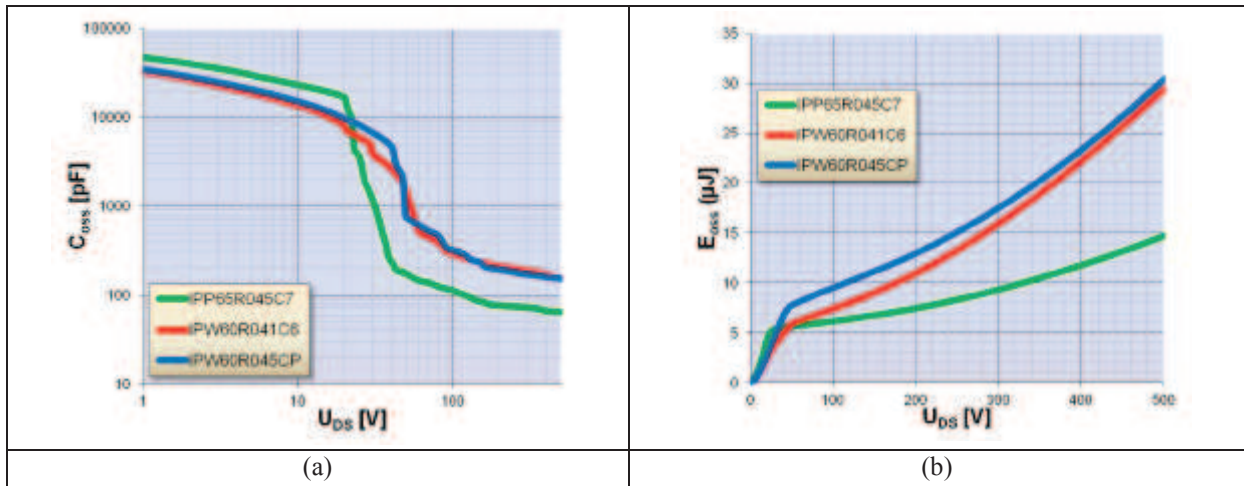 100000
10000
1000
100
10
1
10
100
C_oss [pF]
U_DS [V]
IPP65R045C7
IPW60R041C6
IPW60R045CP
35
30
25
20
15
10
5
0
0
100
200
300
400
500
E_oss (µJ)
U_DS [V]
IPP65R045C7
IPW60R041C6
IPW60R045CP
(a)
(b)